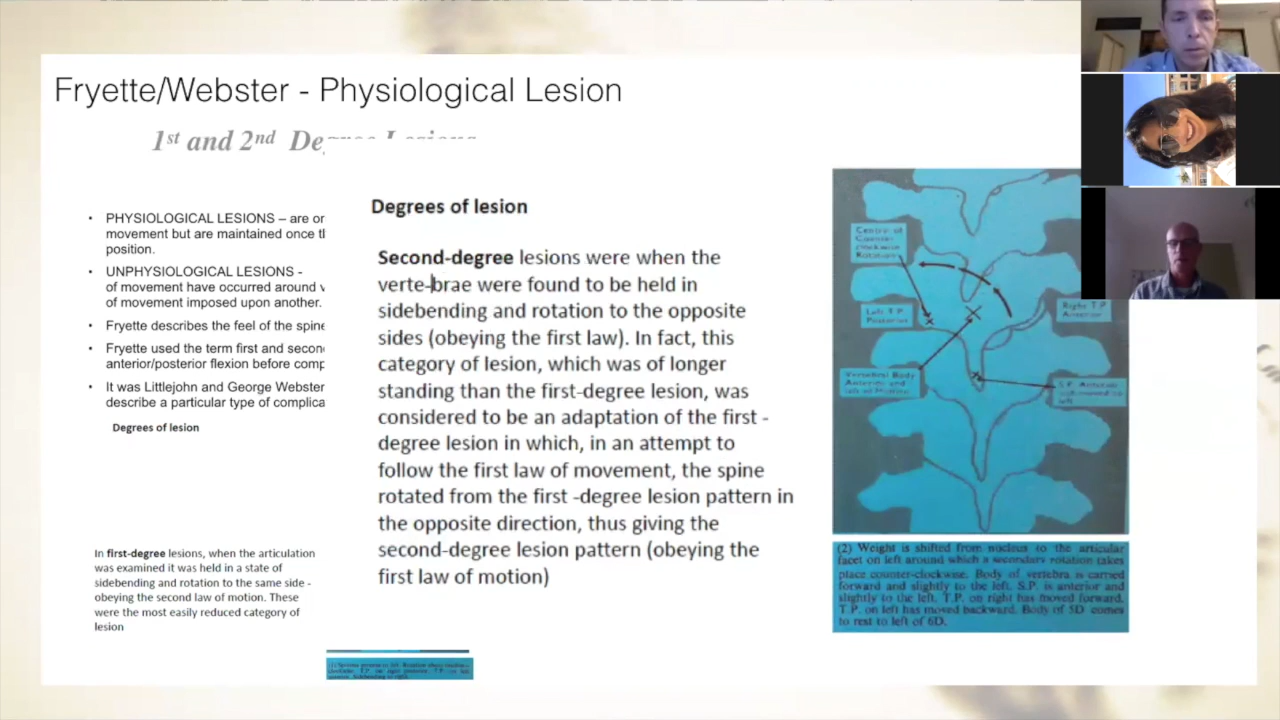 Fryette/Webster - Physiological Lesion
1st and 2nd Degree Lesions
• PHYSIOLOGICAL LESIONS – are or
movement but are maintained once
position.
• UNPHYSIOLOGICAL LESIONS -
of movement have occurred around
of movement imposed upon another.
• Fryette describes the feel of the spine
• Fryette used the term first and secon
anterior/posterior flexion before comp
• It was Littlejohn and George Webster
describe a particular type of complica
Degrees of lesion
In first-degree lesions, when the articulation
was examined it was held in a state of
sidebending and rotation to the same side -
obeying the second law of motion. These
were the most easily reduced category of
lesion
Degrees of lesion
Second-degree lesions were when the
verte-brae were found to be held in
sidebending and rotation to the opposite
sides (obeying the first law). In fact, this
category of lesion, which was of longer
standing than the first-degree lesion, was
considered to be an adaptation of the first -
degree lesion in which, in an attempt to
follow the first law of movement, the spine
rotated from the first -degree lesion pattern in
the opposite direction, thus giving the
second-degree lesion pattern (obeying the
first law of motion)
Left T.P.
Posterior
Right T.P.
Vertebral Body
(2) Weight is shifted from nucleus to the articular
facet on left around which a secondary rotation takes
place counter-clockwise. Body of vertebra is carried
forward and slightly to the left. S.P. is anterior and
slightly to the left. T.P. on right has moved forward.
T.P. on left has moved backward. Body of 5D comes
to rest to left of 6D.